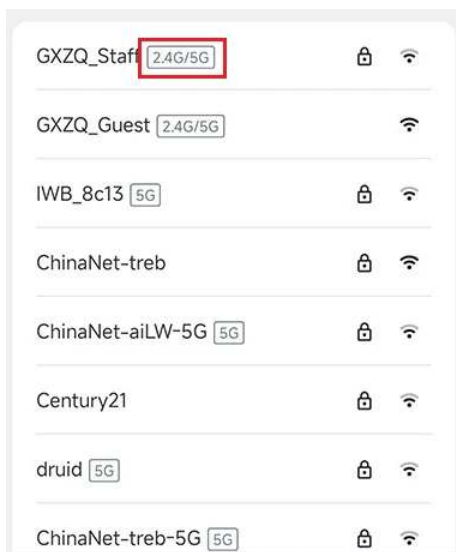 GXZQ_Staff 2.4G/5G
GXZQ_Guest 2.4G/5G
IWB_8c13 5G
ChinaNet-treb
ChinaNet-aiLW-5G 5G
Century21
druid 5G
ChinaNet-treb-5G 5G